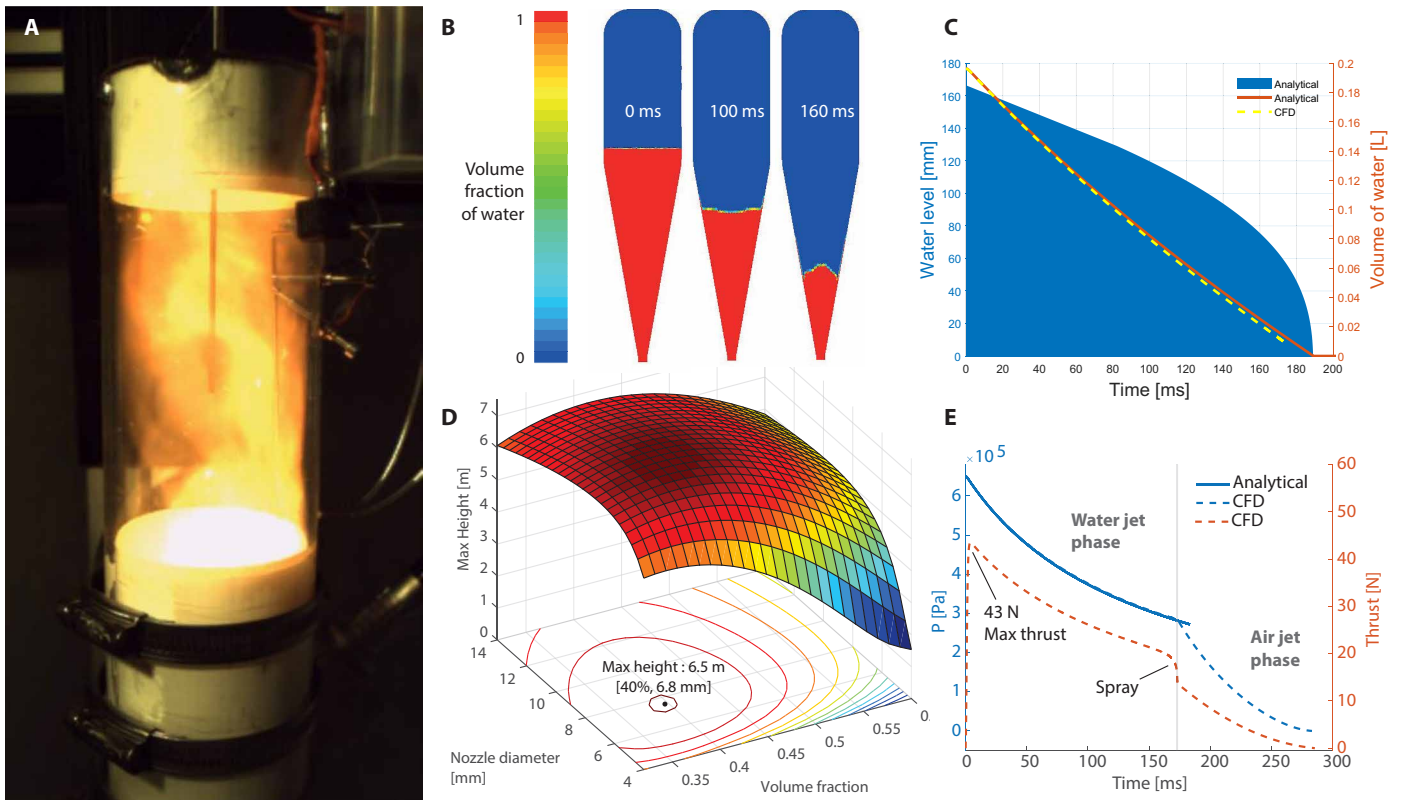 A
B
1
0
Volume
fraction
of water
0 ms
100 ms
160 ms
C
180
160
140
120
100
80
60
40
20
0
Water level [mm]
0 20 40 60 80 100 120 140 160 180 200
Time [ms]
0.2
0.18
0.16
0.14
0.12
0.1
0.08
0.06
0.04
0.02
0
Volume of water [L]
Analytical
Analytical
CFD
D
7
6
5
4
3
2
1
0
Max Height [m]
14
12
10
8
6
4
Nozzle diameter
[mm]
0.35
0.4
0.45
0.5
0.55
0.
Volume fraction
Max height : 6.5 m
[40%, 6.8 mm]
E
× 10 5
6
5
4
3
2
1
0
P [Pa]
0 50 100 150 200 250 300
Time [ms]
60
50
40
30
20
10
0
Thrust [N]
Analytical
CFD
CFD
Water jet
phase
43 N
Max thrust
Spray
Air jet
phase